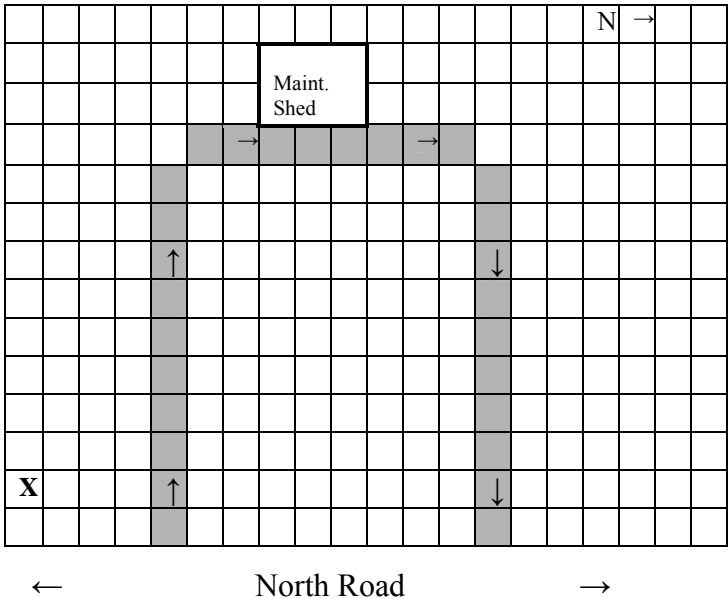 N →
Maint.
Shed
→ →
↑ ↓
X ↑ ↓
← North Road →